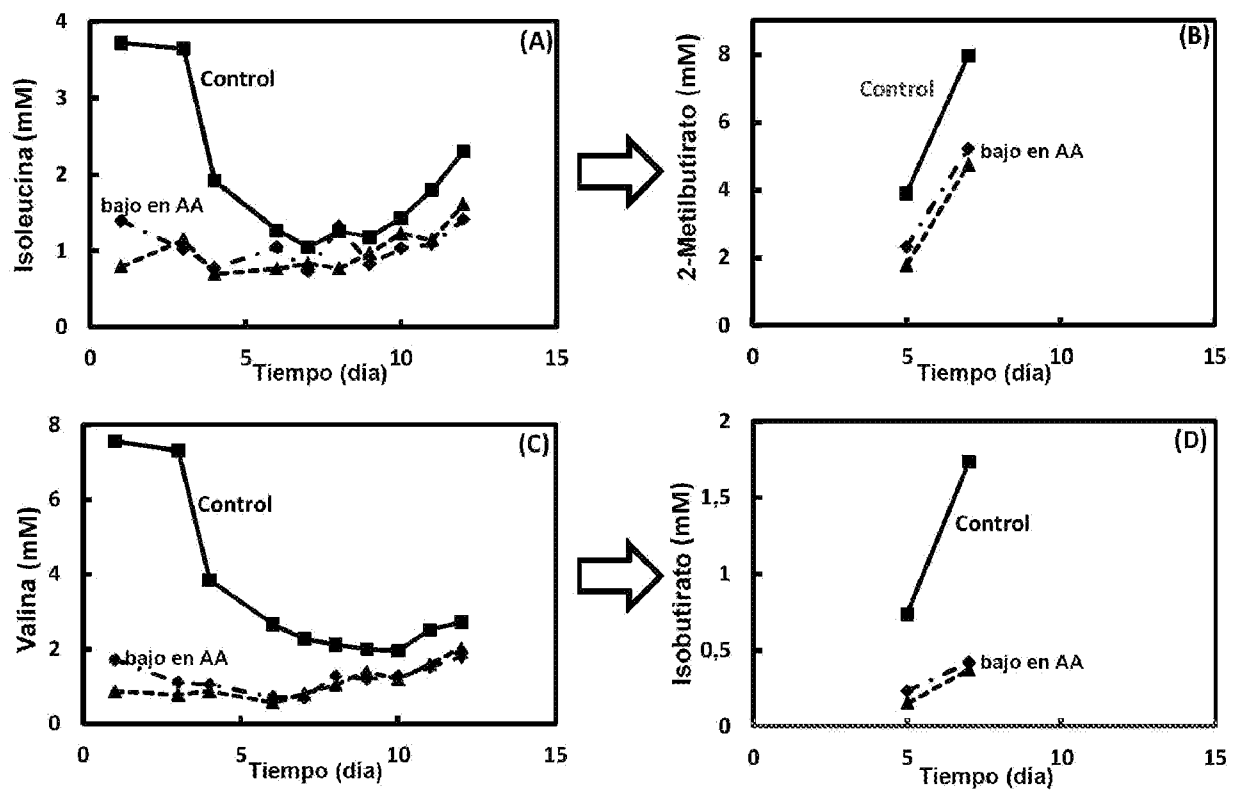 (A)
Isoleucina (mM)
4
3
2
1
0
Control
bajo en AA
0 5 10 15
Tiempo (día)
(B)
2-Metilbutirato (mM)
8
6
4
2
0
Control
bajo en AA
0 5 10 15
Tiempo (día)
(C)
Valina (mM)
8
6
4
2
0
Control
bajo en AA
0 5 10 15
Tiempo (día)
(D)
Isobutirato (mM)
2
1,5
1
0,5
0
Control
bajo en AA
0 5 10 15
Tiempo (día)